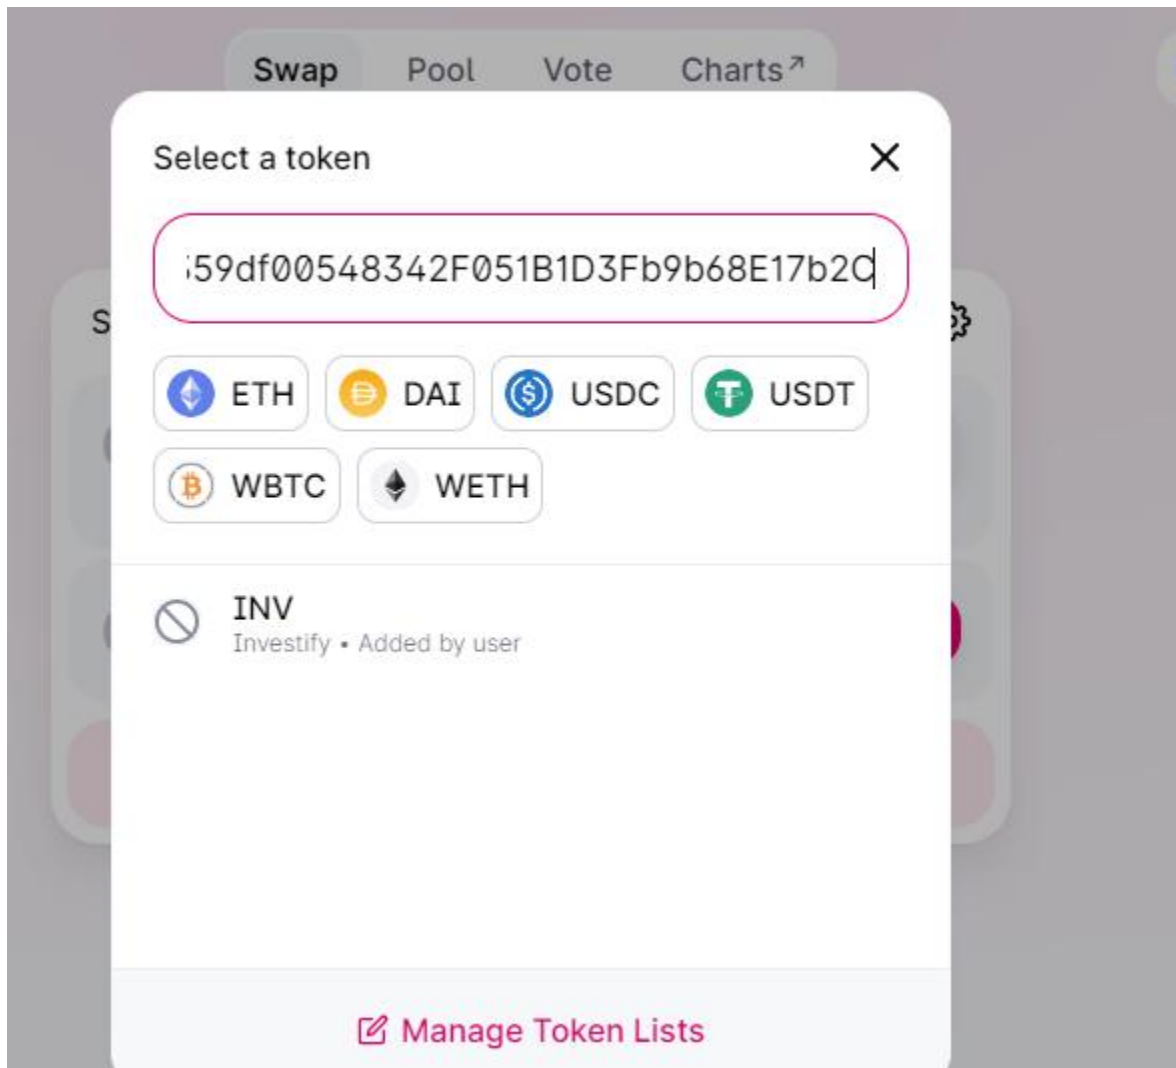 Swap Pool Vote Charts↗
Select a token
59df00548342F051B1D3Fb9b68E17b2C
ETH DAI USDC USDT
WBTC WETH
INV
Investify • Added by user
Manage Token Lists